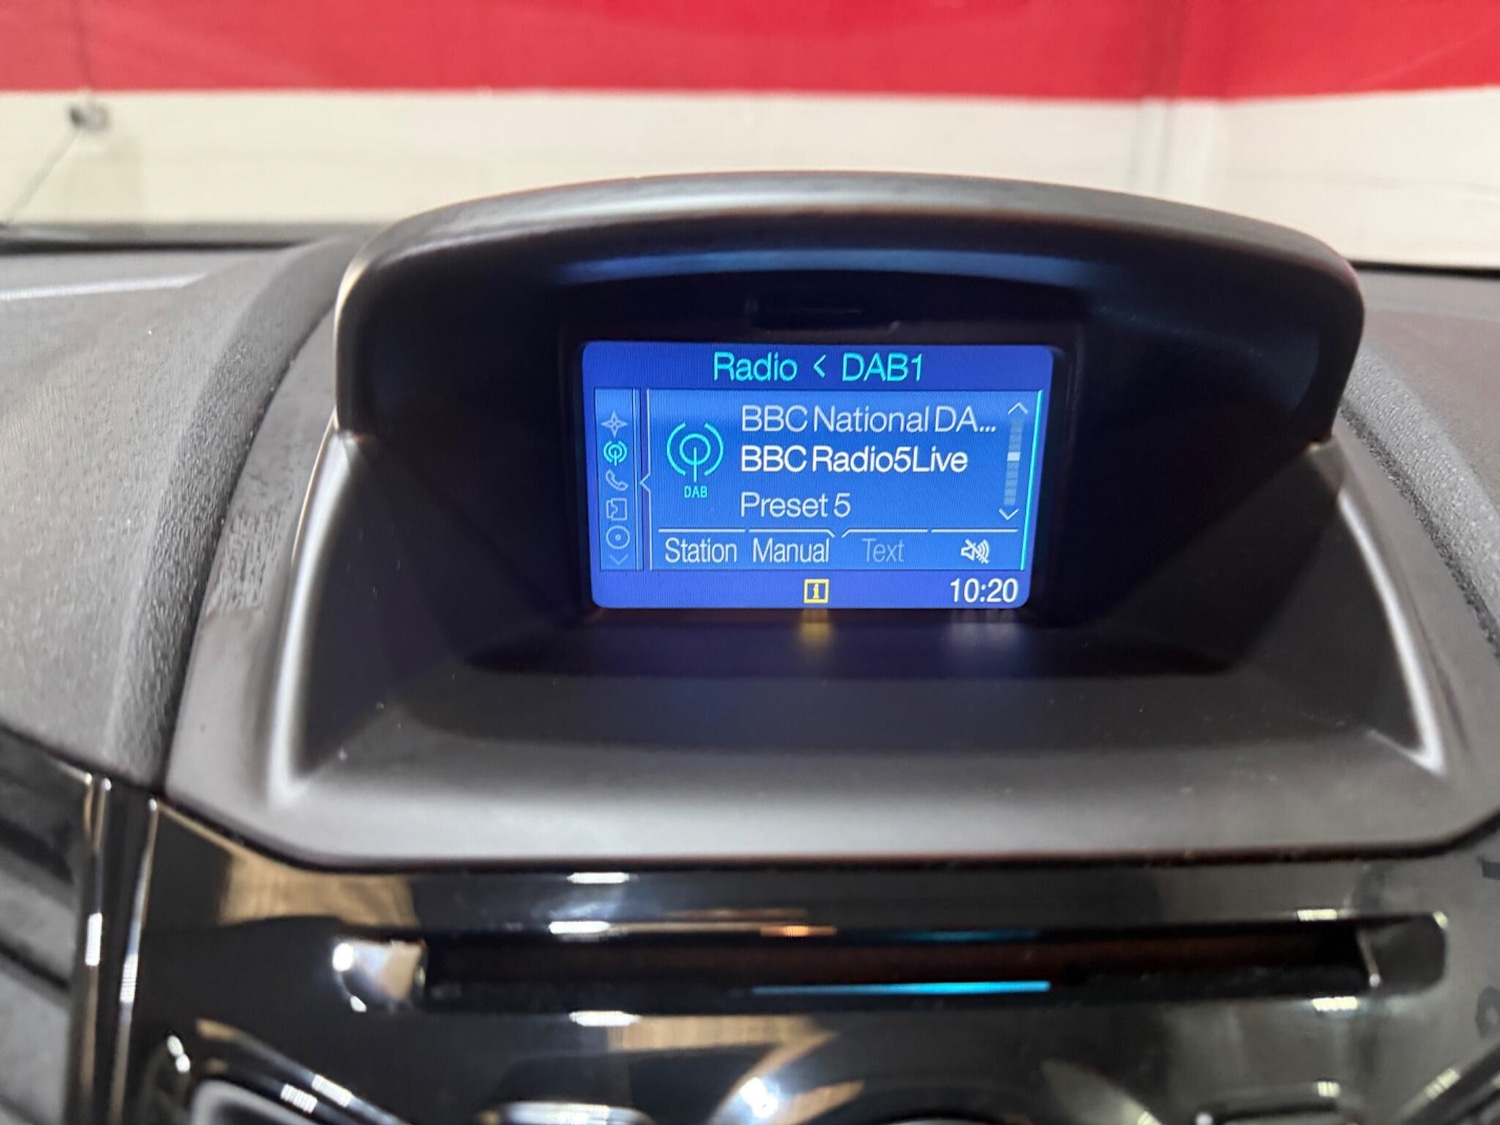 Radio < DAB1
BBC National DA...
BBC Radio5Live
DAB
Preset 5
Station Manual Text
i 10:20